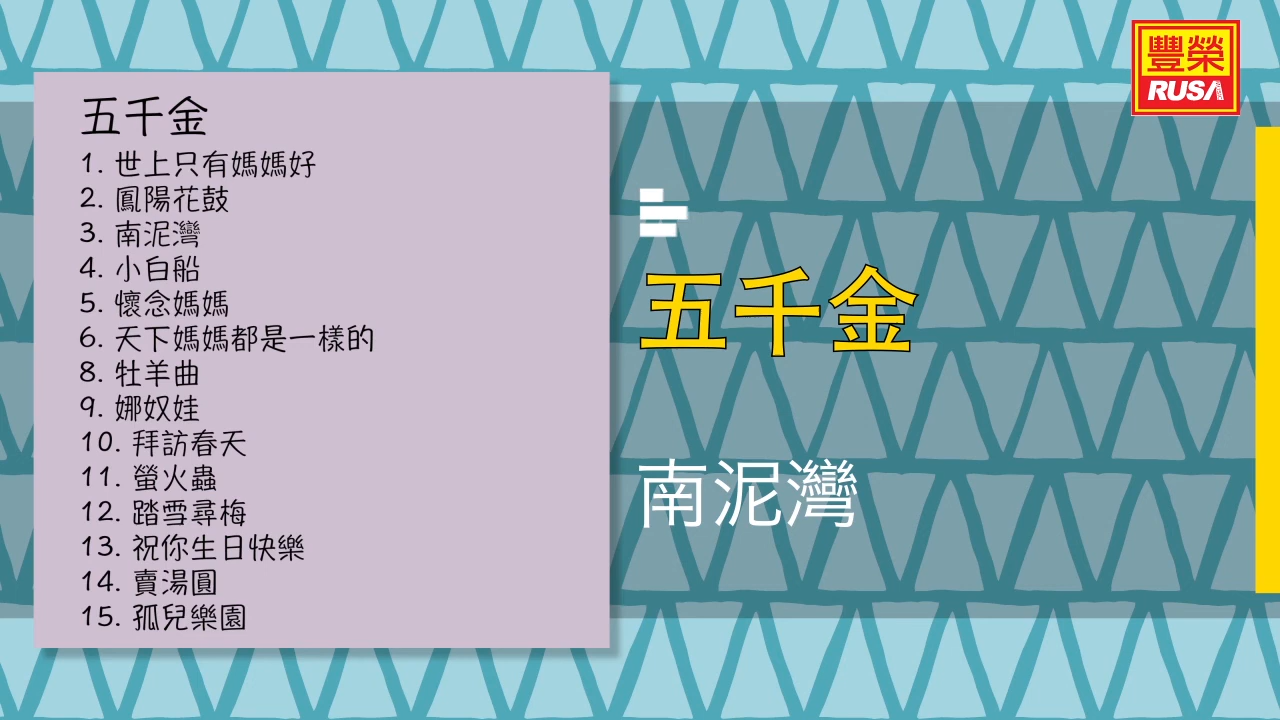 五千金
1. 世上只有媽媽好
2. 鳳陽花鼓
3. 南泥灣
4. 小白船
5. 懷念媽媽
6. 天下媽媽都是一樣的
8. 牡羊曲
9. 娜奴娃
10. 拜訪春天
11. 螢火蟲
12. 踏雪尋梅
13. 祝你生日快樂
14. 賣湯圓
15. 孤兒樂園
豐榮
RUSA
五千金
南泥灣